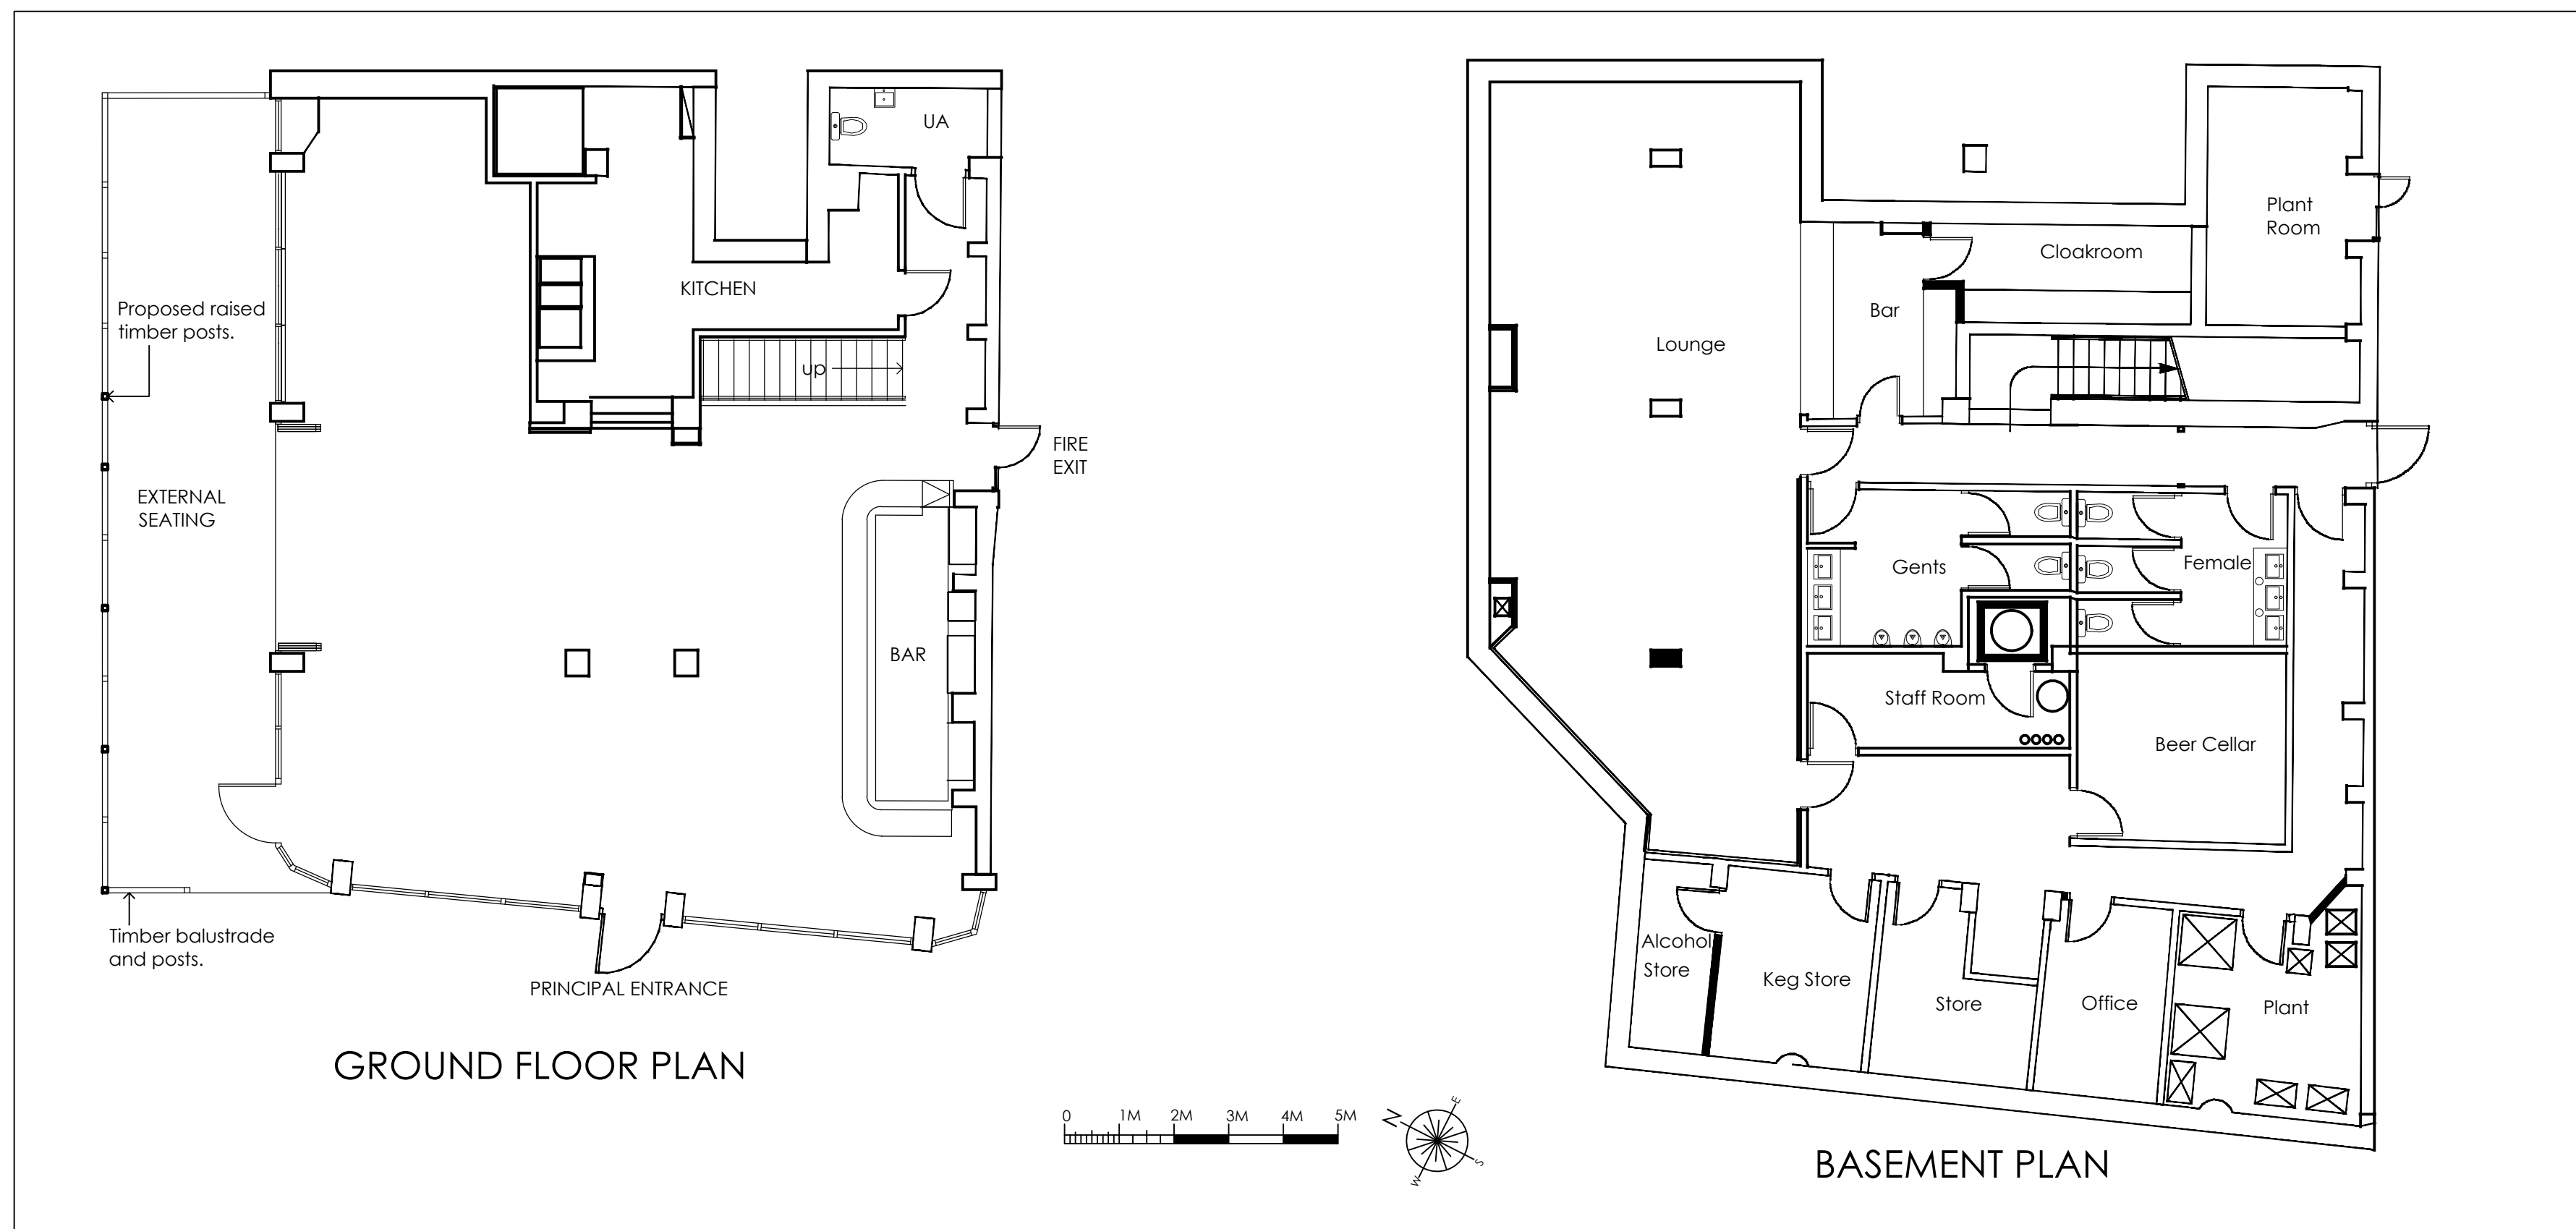 UA
KITCHEN
Proposed raised
timber posts.
up
FIRE
EXIT
EXTERNAL
SEATING
BAR
Timber balustrade
and posts.
PRINCIPAL ENTRANCE
GROUND FLOOR PLAN
0 1M 2M 3M 4M 5M
N
E
S
W
Plant
Room
Cloakroom
Bar
Lounge
Gents
Female
Staff Room
Beer Cellar
Alcohol
Store
Keg Store
Store
Office
Plant
BASEMENT PLAN